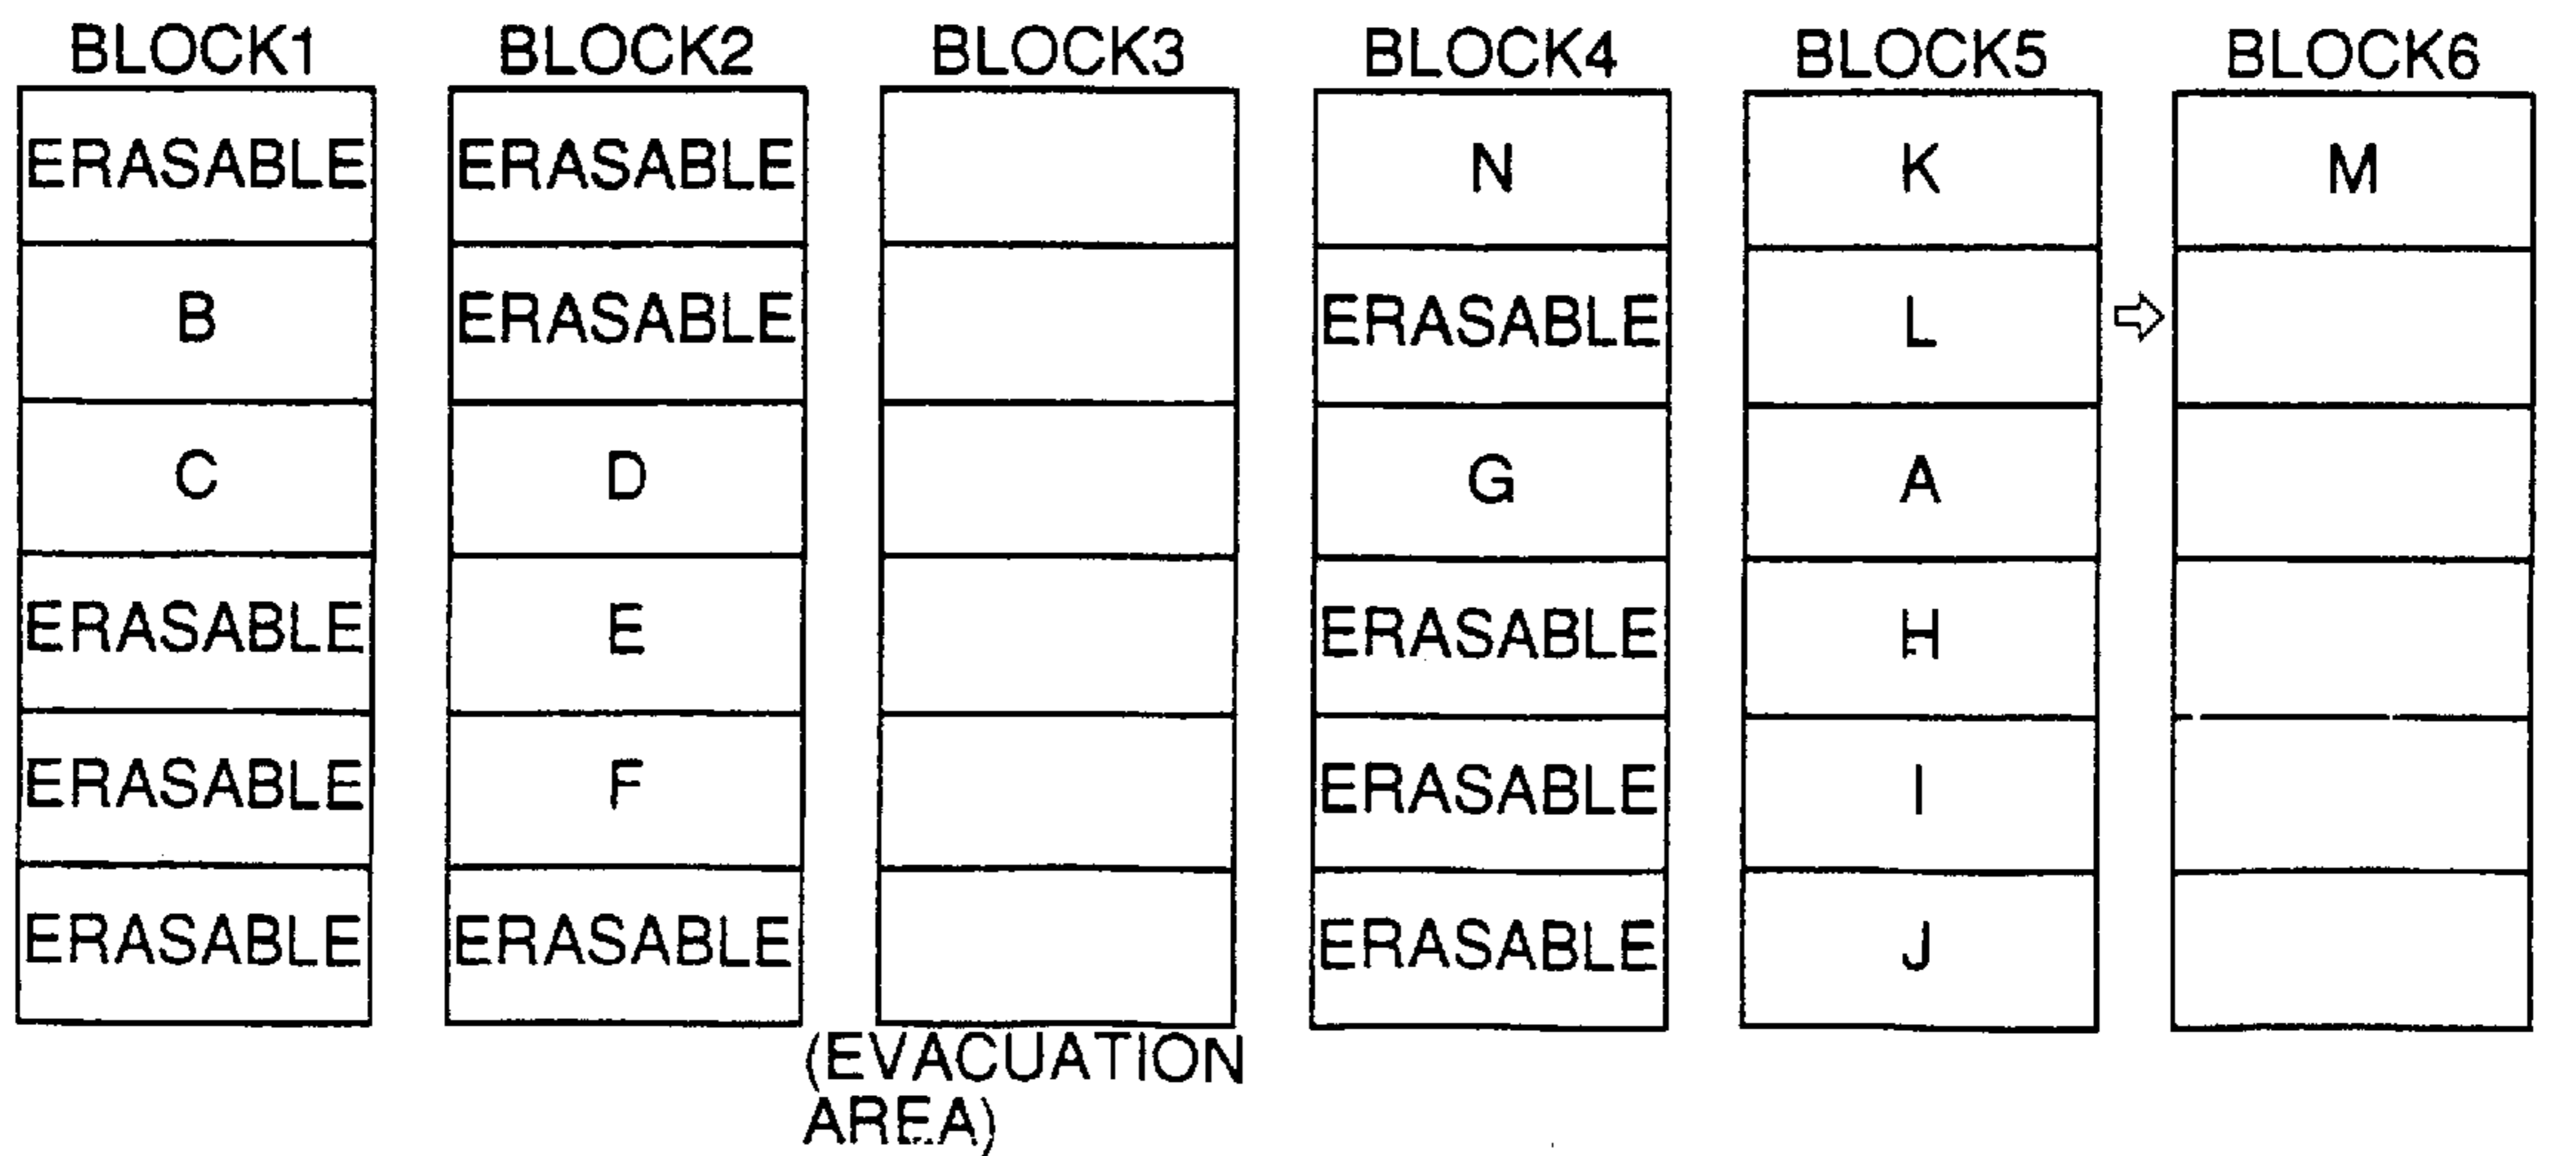 BLOCK1 BLOCK2 BLOCK3 BLOCK4 BLOCK5 BLOCK6
ERASABLE ERASABLE N K M
B ERASABLE ERASABLE L
C D G A
ERASABLE E ERASABLE H
ERASABLE F ERASABLE I
ERASABLE ERASABLE ERASABLE J
(EVACUATION
AREA)